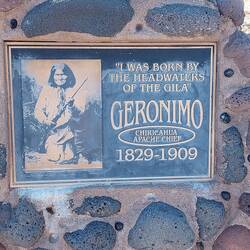 "I WAS BORN BY
THE HEADWATERS
OF THE GILA"
GERONIMO
CHIRICAHUA
APACHE CHIEF
1829-1909